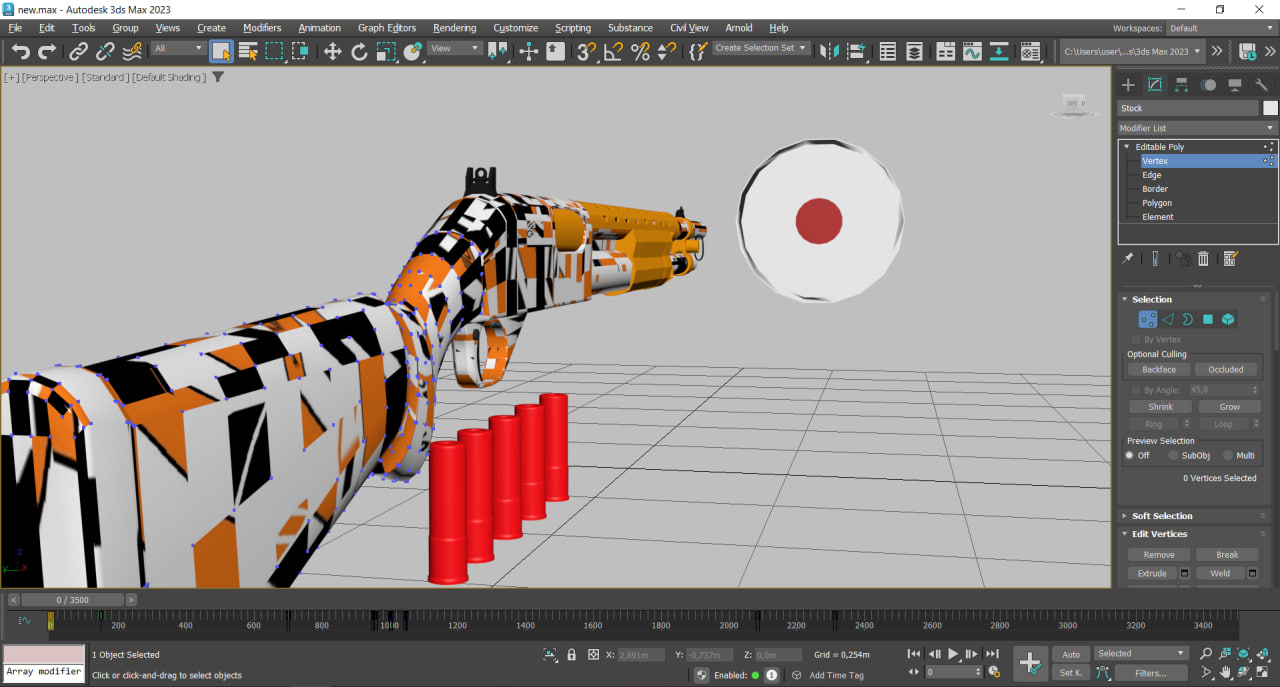 new.max - Autodesk 3ds Max 2023
File Edit Tools Group Views Create Modifiers Animation Graph Editors Rendering Customize Scripting Substance Civil View Arnold Help
Workspaces: Default
All View Create Selection Set C:\Users\user\...s\3ds Max 2023
[+] [Perspective ] [Standard ] [Default Shading ]
LEFT
Stock
Modifier List
Editable Poly
Vertex
Edge
Border
Polygon
Element
Selection
By Vertex
Optional Culling
Backface Occluded
By Angle: 45,0
Shrink Grow
Ring Loop
Preview Selection
Off SubObj Multi
0 Vertices Selected
Soft Selection
Edit Vertices
Remove Break
Extrude Weld
< 0 / 3500 >
0 200 400 600 800 1000 1200 1400 1600 1800 2000 2200 2400 2600 2800 3000 3200 3400
1 Object Selected
X: 2,691m Y: -0,737m Z: 0,0m Grid = 0,254m
Auto Selected
Array modifier
Click or click-and-drag to select objects
Enabled: 1 Add Time Tag
0
Set K. Filters...